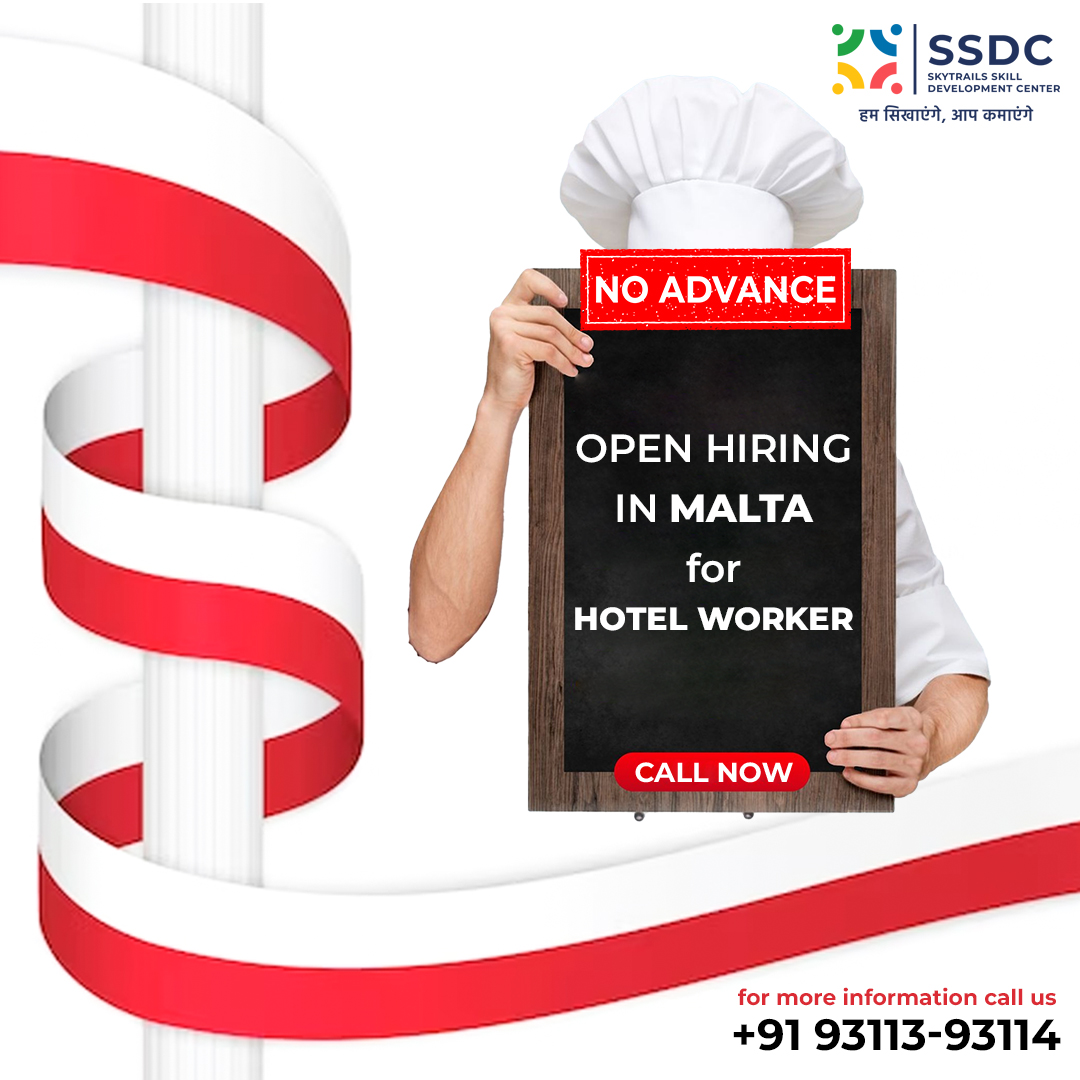 SSDC
SKYTRAILS SKILL
DEVELOPMENT CENTER
हम सिखाएंगे, आप कमाएंगे
NO ADVANCE
OPEN HIRING
IN MALTA
for
HOTEL WORKER
CALL NOW
for more information call us
+91 93113-93114